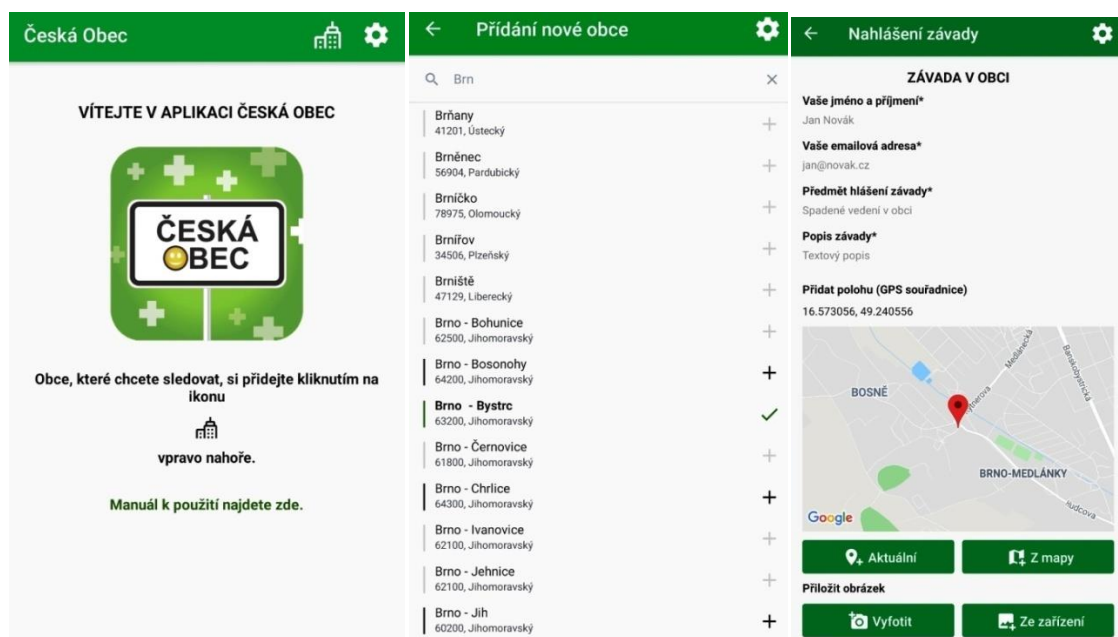 Česká Obec
VÍTEJTE V APLIKACI ČESKÁ OBEC
ČESKÁ
OBEC
Obce, které chcete sledovat, si přidejte kliknutím na
ikonu
vpravo nahoře.
Manuál k použití najdete zde.
Přídání nové obce
Brn
Brňany
41201, Ústecký
Brněnec
56904, Pardubický
Brníčko
78975, Olomoucký
Brnířov
34506, Plzeňský
Brniště
47129, Liberecký
Brno - Bohunice
62500, Jihomoravský
Brno - Bosonohy
64200, Jihomoravský
Brno - Bystrc
63200, Jihomoravský
Brno - Černovice
61800, Jihomoravský
Brno - Chrlice
64300, Jihomoravský
Brno - Ivanovice
62100, Jihomoravský
Brno - Jehnice
62100, Jihomoravský
Brno - Jih
60200, Jihomoravský
Nahlášení závady
ZÁVADA V OBCI
Vaše jméno a příjmení*
Jan Novák
Vaše emailová adresa*
jan@novak.cz
Předmět hlášení závady*
Spadené vedení v obci
Popis závady*
Textový popis
Přidat polohu (GPS souřadnice)
16.573056, 49.240556
Medlánecká
Banskobystrická
BOSNĚ
BRNO-MEDLÁNKY
Hudcova
Google
Aktuální
Z mapy
Přiložit obrázek
Vyfotit
Ze zařízení